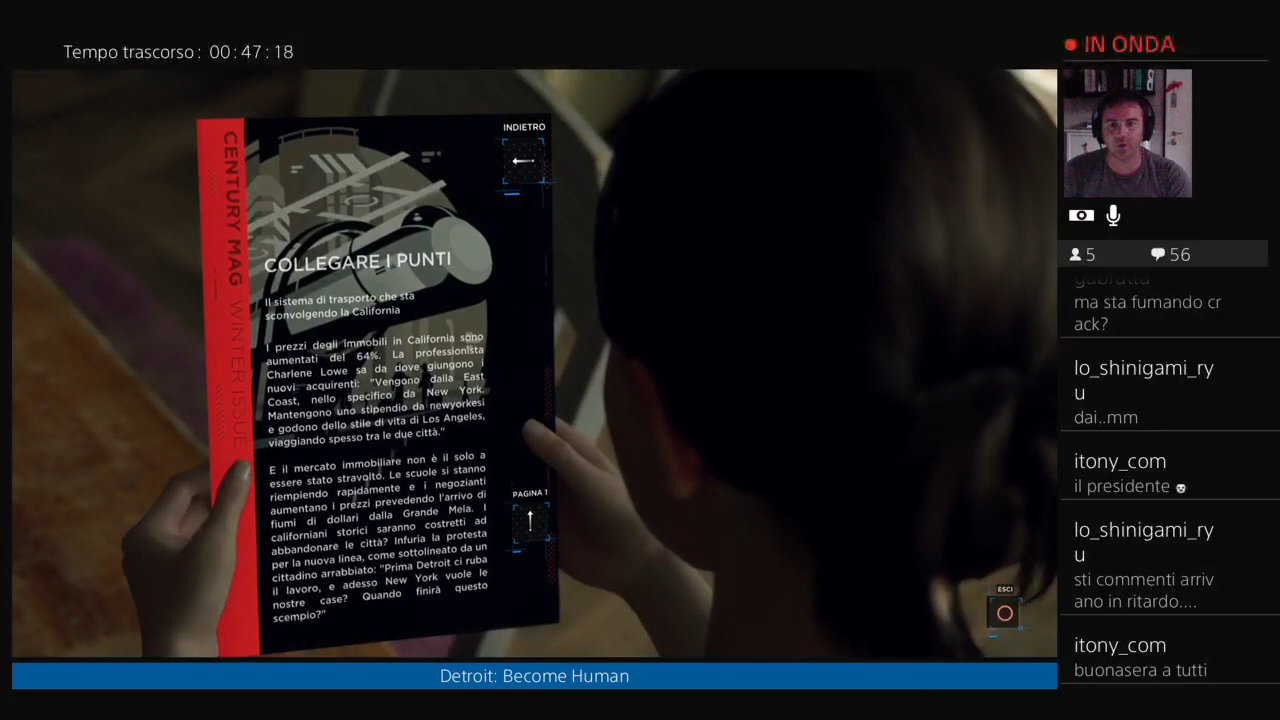 Tempo trascorso: 00:47:18
IN ONDA
5
56
gabratta
ma sta fumando cr
ack?
lo_shinigami_ry
u
dai..mm
itony_com
il presidente
lo_shinigami_ry
u
sti commenti arriv
ano in ritardo....
itony_com
buonasera a tutti
INDIETRO
CENTURY MAG WINTER ISSUE
COLLEGARE I PUNTI
Il sistema di trasporto che sta
sconvolgendo la California
I prezzi degli immobili in California sono
aumentati del 64%. La professionista
Charlene Lowe sa da dove giungono i
nuovi acquirenti: "Vengono dalla East
Coast, nello specifico da New York.
Mantengono uno stipendio da newyorkesi
e godono dello stile di vita di Los Angeles,
viaggiando spesso tra le due città."
E il mercato immobiliare non è il solo a
essere stato stravolto. Le scuole si stanno
riempiendo rapidamente e i negozianti
aumentano i prezzi prevedendo l'arrivo di
fiumi di dollari dalla Grande Mela. I
californiani storici saranno costretti ad
abbandonare le città? Infuria la protesta
per la nuova linea, come sottolineato da un
cittadino arrabbiato: "Prima Detroit ci ruba
il lavoro, e adesso New York vuole le
nostre case? Quando finirà questo
scempio?"
PAGINA 1
ESCI
Detroit: Become Human